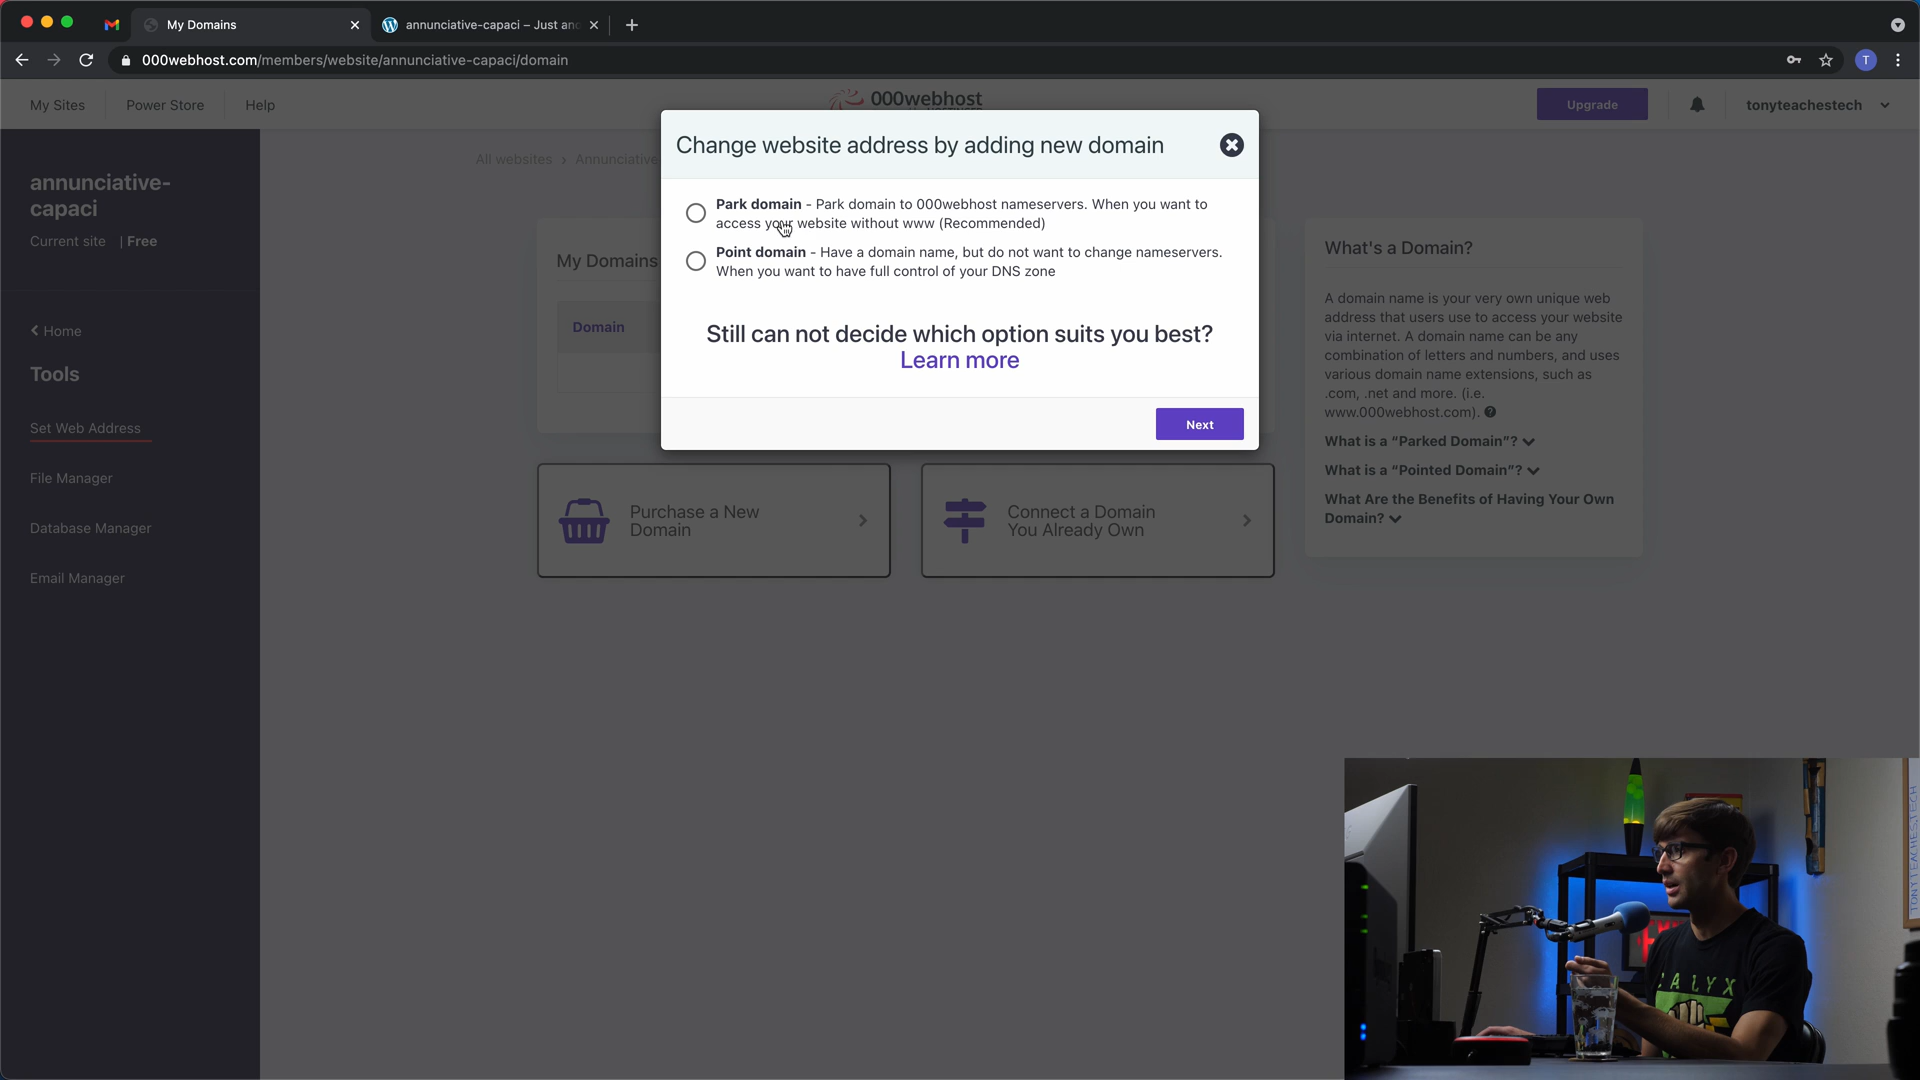 My Domains
annunciative-capaci – Just an
000webhost.com/members/website/annunciative-capaci/domain
T
My Sites
Power Store
Help
000webhost
Upgrade
tonyteachestech
annunciative-
capaci
Current site | Free
Home
Tools
Set Web Address
File Manager
Database Manager
Email Manager
All websites › Annunciative
My Domains
Domain
Change website address by adding new domain
Park domain - Park domain to 000webhost nameservers. When you want to
access your website without www (Recommended)
Point domain - Have a domain name, but do not want to change nameservers.
When you want to have full control of your DNS zone
Still can not decide which option suits you best?
Learn more
Next
Purchase a New
Domain
Connect a Domain
You Already Own
What's a Domain?
A domain name is your very own unique web
address that users use to access your website
via internet. A domain name can be any
combination of letters and numbers, and uses
various domain name extensions, such as
.com, .net and more. (i.e.
www.000webhost.com).
What is a “Parked Domain”?
What is a “Pointed Domain”?
What Are the Benefits of Having Your Own
Domain?
TONYTEACHES.TECH
CALYX